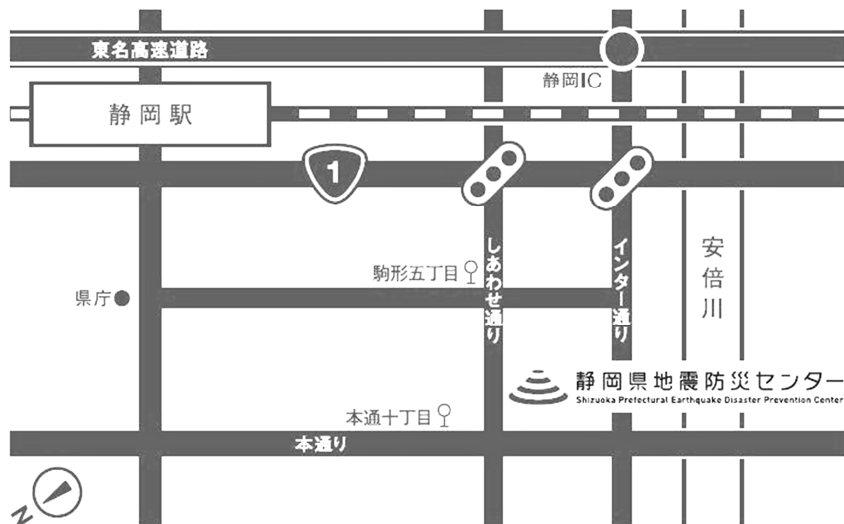 東名高速道路
静岡IC
静岡駅
1
しあわせ通り
インター通り
安倍川
駒形五丁目
県庁
静岡県地震防災センター
Shizuoka Prefectural Earthquake Disaster Prevention Center
本通十丁目
本通り
N